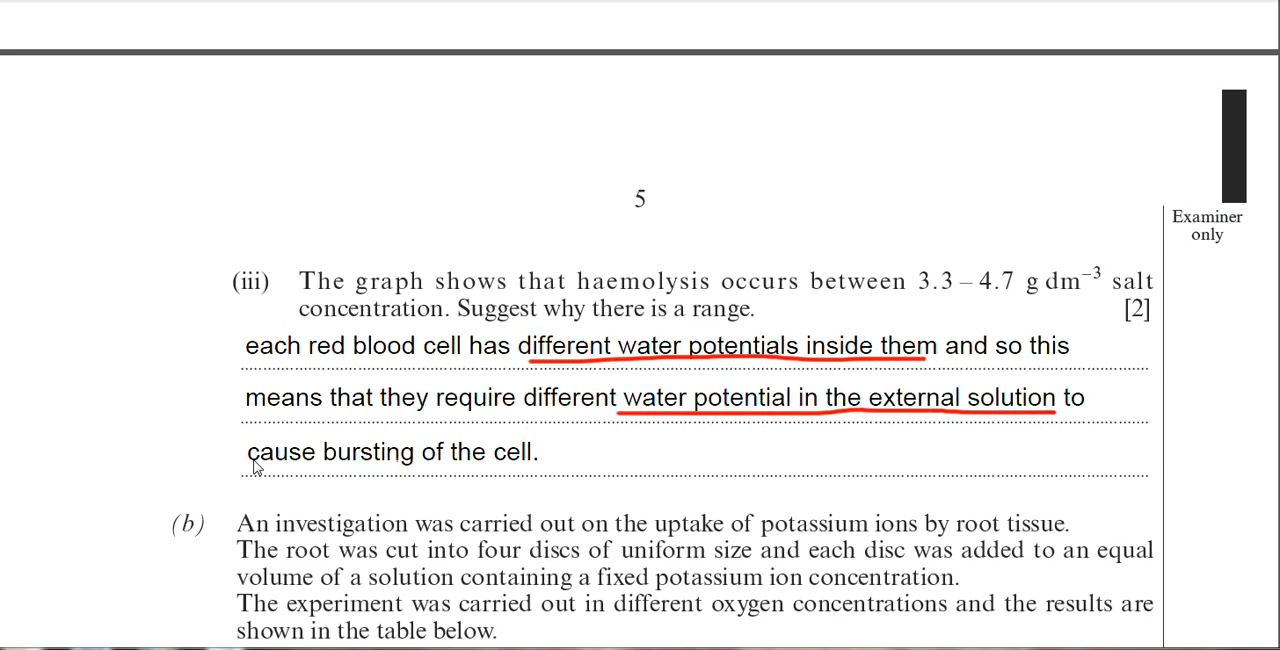 5
Examiner
only
(iii) The graph shows that haemolysis occurs between 3.3 – 4.7 g dm⁻³ salt
concentration. Suggest why there is a range. [2]
each red blood cell has different water potentials inside them and so this
means that they require different water potential in the external solution to
cause bursting of the cell.
(b) An investigation was carried out on the uptake of potassium ions by root tissue.
The root was cut into four discs of uniform size and each disc was added to an equal
volume of a solution containing a fixed potassium ion concentration.
The experiment was carried out in different oxygen concentrations and the results are
shown in the table below.